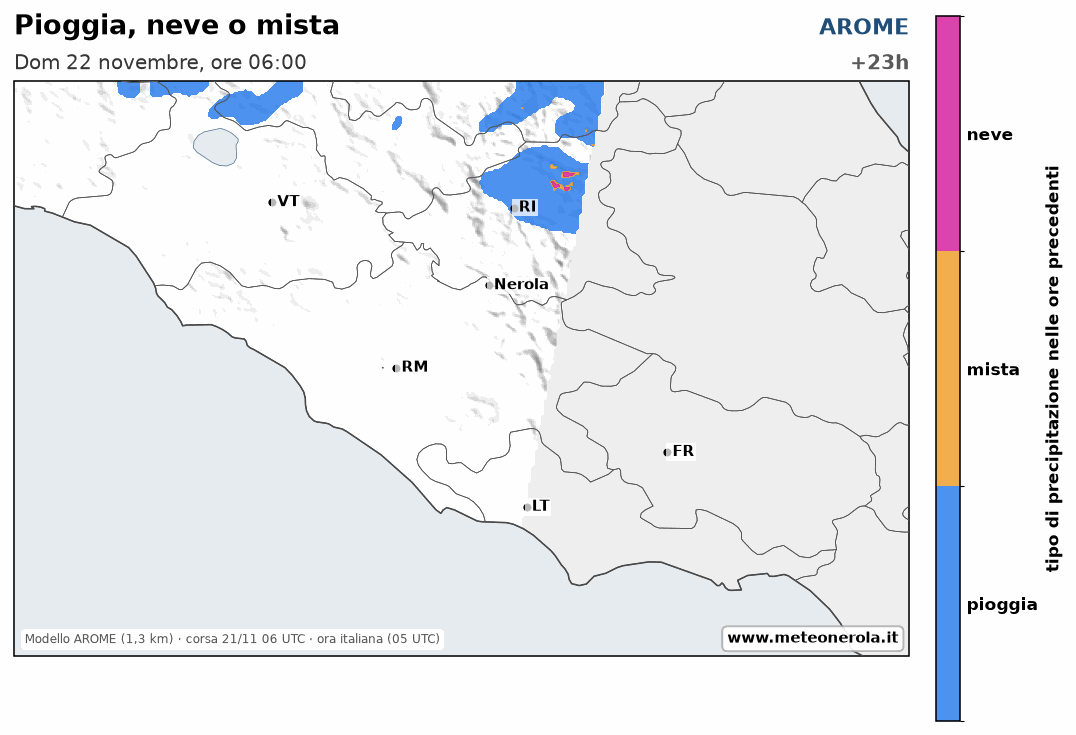 Pioggia, neve o mista
AROME
Dom 22 novembre, ore 06:00
+23h
neve
VT
RI
Nerola
mista
RM
FR
LT
pioggia
tipo di precipitazione nelle ore precedenti
Modello AROME (1,3 km) · corsa 21/11 06 UTC · ora italiana (05 UTC)
www.meteonerola.it